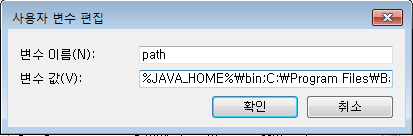 사용자 변수 편집
변수 이름(N):
path
변수 값(V):
%JAVA_HOME%₩bin;C:₩Program Files₩B
확인
취소